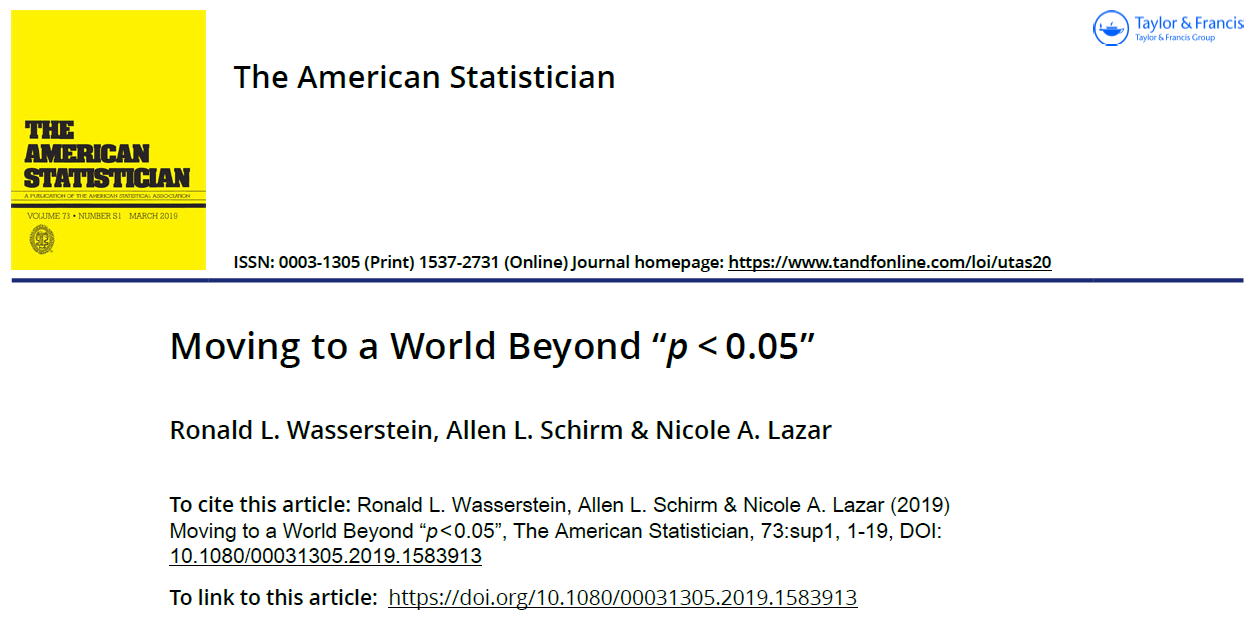 Taylor & Francis
Taylor & Francis Group
The American Statistician
THE
AMERICAN
STATISTICIAN
A PUBLICATION OF THE AMERICAN STATISTICAL ASSOCIATION
VOLUME 73 • NUMBER S1 MARCH 2019
ISSN: 0003-1305 (Print) 1537-2731 (Online) Journal homepage: https://www.tandfonline.com/loi/utas20
Moving to a World Beyond “p < 0.05”
Ronald L. Wasserstein, Allen L. Schirm & Nicole A. Lazar
To cite this article: Ronald L. Wasserstein, Allen L. Schirm & Nicole A. Lazar (2019)
Moving to a World Beyond “p<0.05”, The American Statistician, 73:sup1, 1-19, DOI:
10.1080/00031305.2019.1583913
To link to this article: https://doi.org/10.1080/00031305.2019.1583913